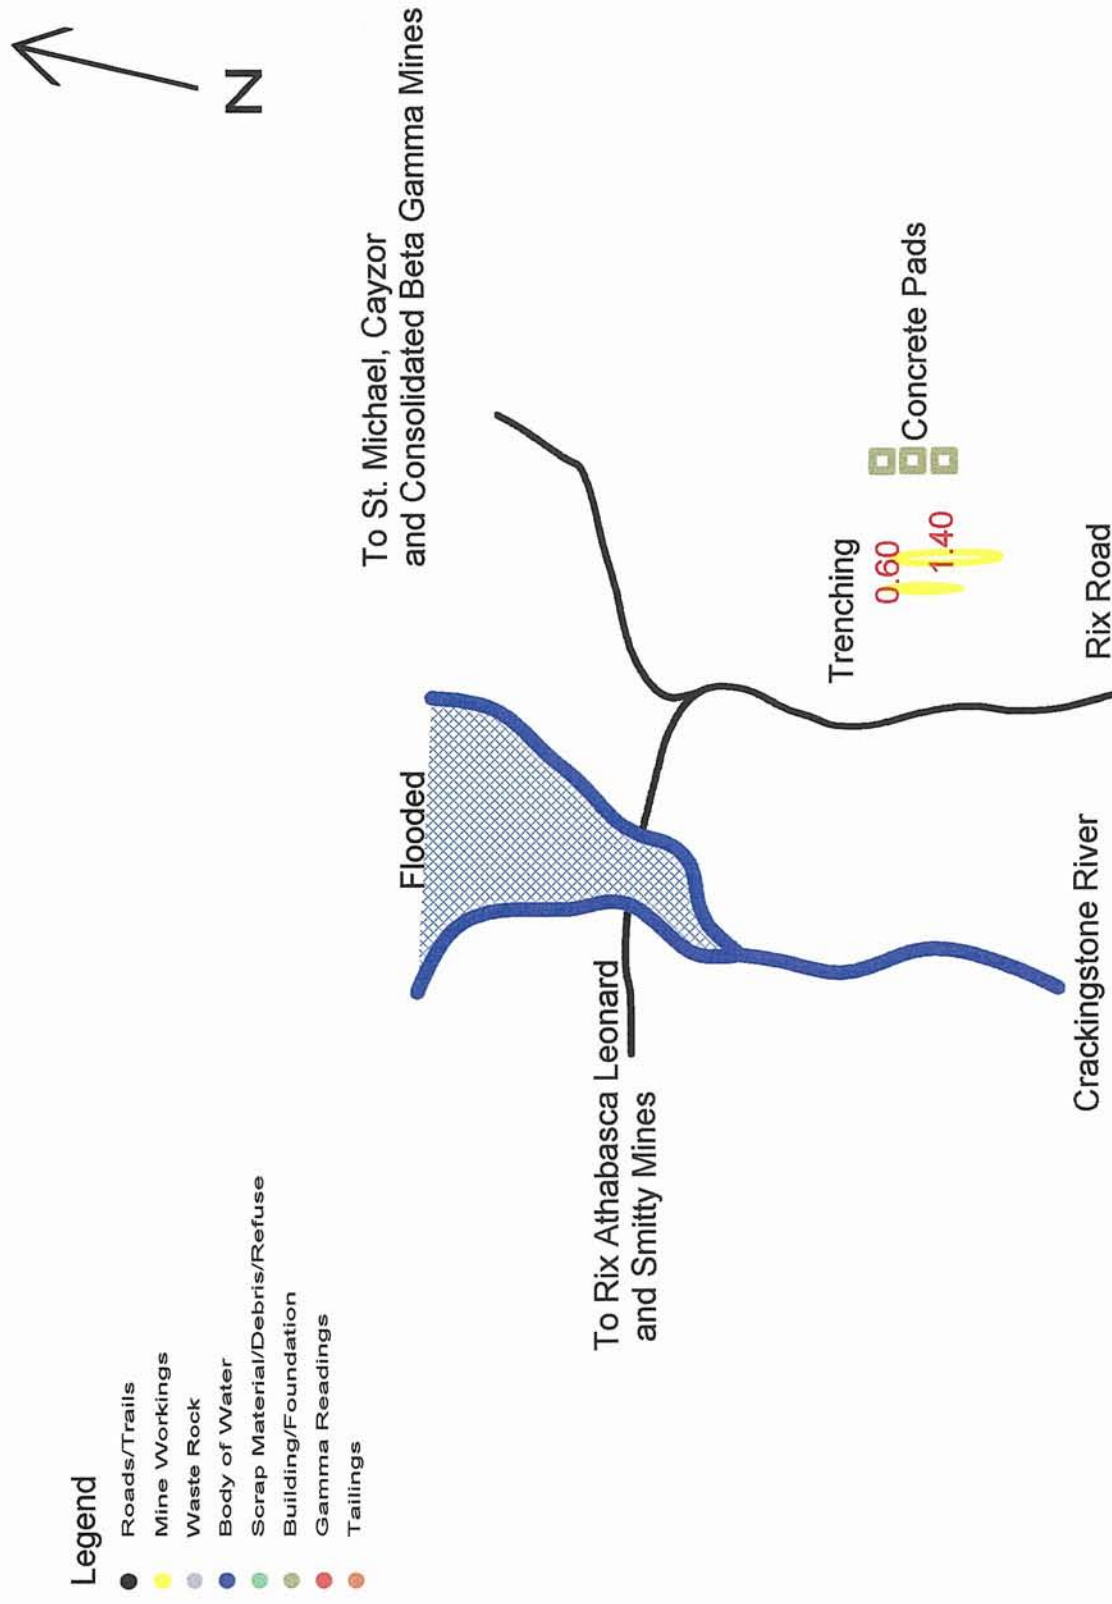 Legend
Roads/Trails
Mine Workings
Waste Rock
Body of Water
Scrap Material/Debris/Refuse
Building/Foundation
Gamma Readings
Tailings
N
To St. Michael, Cayzor
and Consolidated Beta Gamma Mines
Flooded
To Rix Athabasca Leonard
and Smitty Mines
Trenching
0.60
1.40
Concrete Pads
Crackingstone River
Rix Road